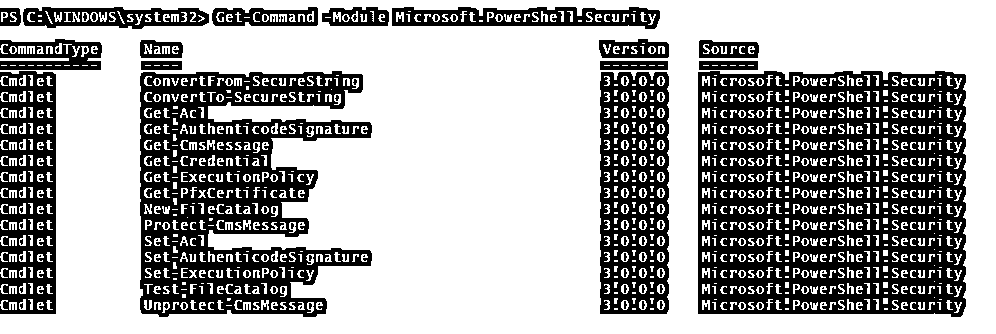 PS C:\WINDOWS\system32> Get-Command -Module Microsoft.PowerShell.Security
CommandType Name Version Source
----------- ---- ------- ------
Cmdlet ConvertFrom-SecureString 3.0.0.0 Microsoft.PowerShell.Security
Cmdlet ConvertTo-SecureString 3.0.0.0 Microsoft.PowerShell.Security
Cmdlet Get-Acl 3.0.0.0 Microsoft.PowerShell.Security
Cmdlet Get-AuthenticodeSignature 3.0.0.0 Microsoft.PowerShell.Security
Cmdlet Get-CmsMessage 3.0.0.0 Microsoft.PowerShell.Security
Cmdlet Get-Credential 3.0.0.0 Microsoft.PowerShell.Security
Cmdlet Get-ExecutionPolicy 3.0.0.0 Microsoft.PowerShell.Security
Cmdlet Get-PfxCertificate 3.0.0.0 Microsoft.PowerShell.Security
Cmdlet New-FileCatalog 3.0.0.0 Microsoft.PowerShell.Security
Cmdlet Protect-CmsMessage 3.0.0.0 Microsoft.PowerShell.Security
Cmdlet Set-Acl 3.0.0.0 Microsoft.PowerShell.Security
Cmdlet Set-AuthenticodeSignature 3.0.0.0 Microsoft.PowerShell.Security
Cmdlet Set-ExecutionPolicy 3.0.0.0 Microsoft.PowerShell.Security
Cmdlet Test-FileCatalog 3.0.0.0 Microsoft.PowerShell.Security
Cmdlet Unprotect-CmsMessage 3.0.0.0 Microsoft.PowerShell.Security